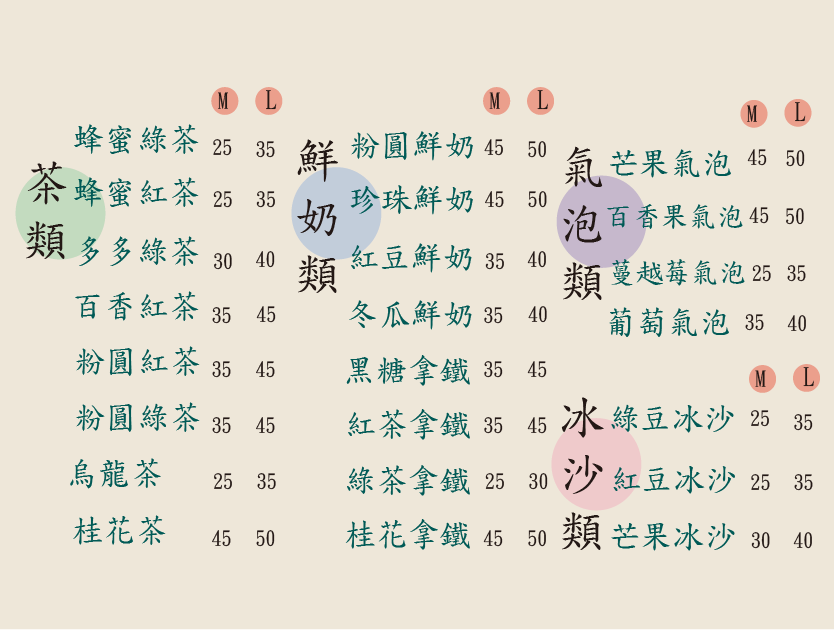 M L
茶類
蜂蜜綠茶 25 35
蜂蜜紅茶 25 35
多多綠茶 30 40
百香紅茶 35 45
粉圓紅茶 35 45
粉圓綠茶 35 45
烏龍茶 25 35
桂花茶 45 50
M L
鮮奶類
粉圓鮮奶 45 50
珍珠鮮奶 45 50
紅豆鮮奶 35 40
冬瓜鮮奶 35 40
黑糖拿鐵 35 45
紅茶拿鐵 35 45
綠茶拿鐵 25 30
桂花拿鐵 45 50
M L
氣泡類
芒果氣泡 45 50
百香果氣泡 45 50
蔓越莓氣泡 25 35
葡萄氣泡 35 40
M L
冰沙類
綠豆冰沙 25 35
紅豆冰沙 25 35
芒果冰沙 30 40